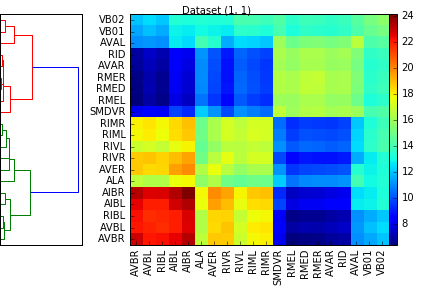 Dataset (1, 1)
VB02
VB01
AVAL
RID
AVAR
RMER
RMED
RMEL
SMDVR
RIMR
RIML
RIVL
RIVR
AVER
ALA
AIBR
AIBL
RIBL
AVBL
AVBR
24
22
20
18
16
14
12
10
8
AVBR
AVBL
RIBL
AIBL
AIBR
ALA
AVER
RIVR
RIVL
RIML
RIMR
SMDVR
RMEL
RMED
RMER
AVAR
RID
AVAL
VB01
VB02